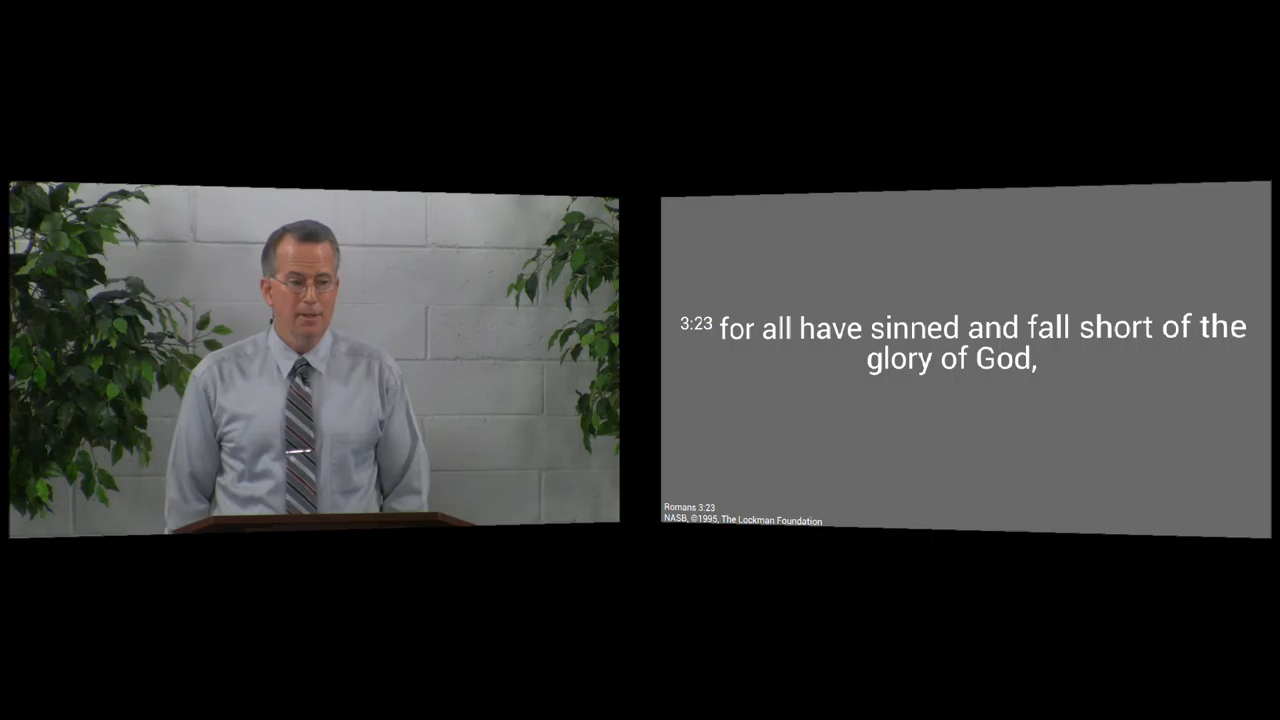 3:23 for all have sinned and fall short of the
glory of God,
Romans 3:23
NASB, ©1995, The Lockman Foundation